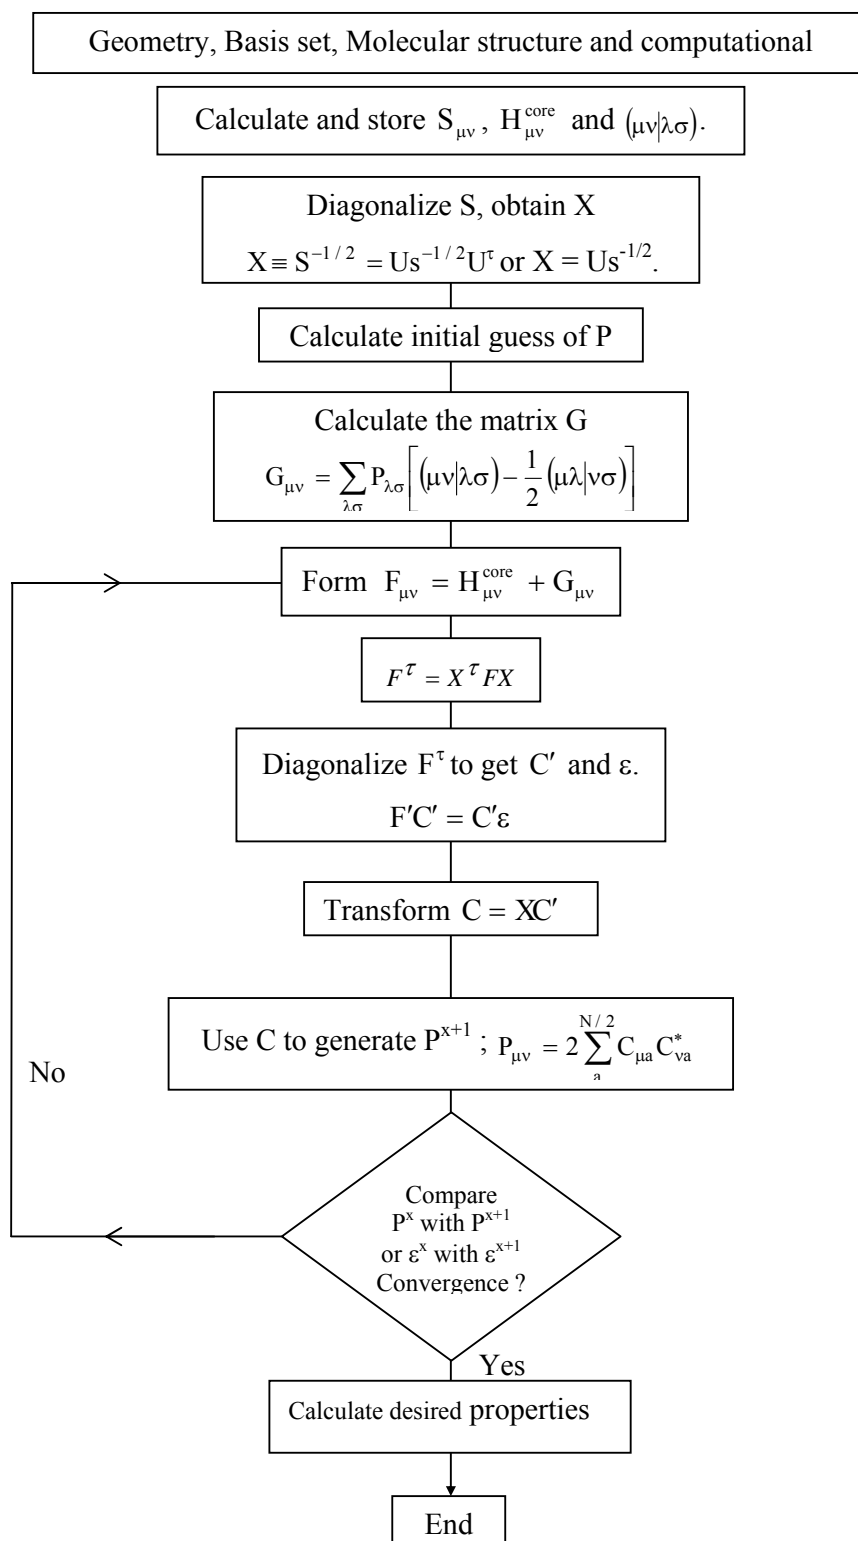 Geometry, Basis set, Molecular structure and computational
Calculate and store S_μν, H_μν^core and (μν|λσ).
Diagonalize S, obtain X
X ≡ S^−1/2 = Us^−1/2U^τ or X = Us^-1/2.
Calculate initial guess of P
Calculate the matrix G
G_μν = ∑_λσ P_λσ[(μν|λσ) − 1/2 (μλ|νσ)]
Form F_μν = H_μν^core + G_μν
F^τ = X^τ FX
Diagonalize F^τ to get C′ and ε.
F′C′ = C′ε
Transform C = XC′
Use C to generate P^x+1 ; P_μν = 2∑_a^N/2 C_μa C_νa^*
No
Compare
P^x with P^x+1
or ε^x with ε^x+1
Convergence ?
Yes
Calculate desired properties
End